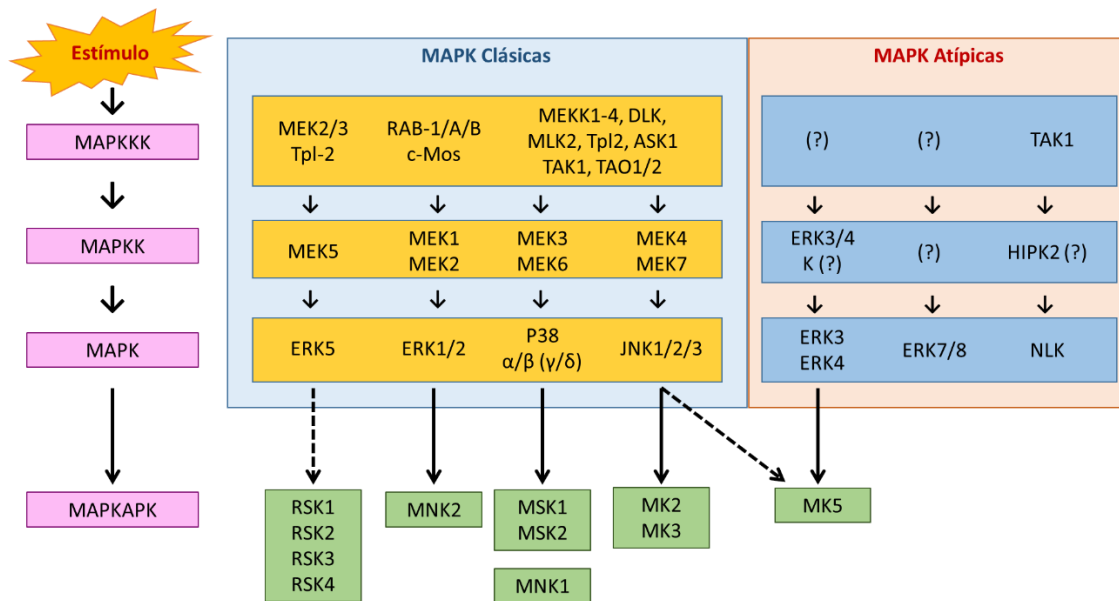 Estímulo
MAPKKK
MAPKK
MAPK
MAPKAPK
MAPK Clásicas
MEK2/3
Tpl-2
RAB-1/A/B
c-Mos
MEKK1-4, DLK,
MLK2, Tpl2, ASK1
TAK1, TAO1/2
MEK5
MEK1
MEK2
MEK3
MEK6
MEK4
MEK7
ERK5
ERK1/2
P38
α/β (γ/δ)
JNK1/2/3
MAPK Atípicas
(?)
(?)
TAK1
ERK3/4
K (?)
(?)
HIPK2 (?)
ERK3
ERK4
ERK7/8
NLK
RSK1
RSK2
RSK3
RSK4
MNK2
MSK1
MSK2
MNK1
MK2
MK3
MK5